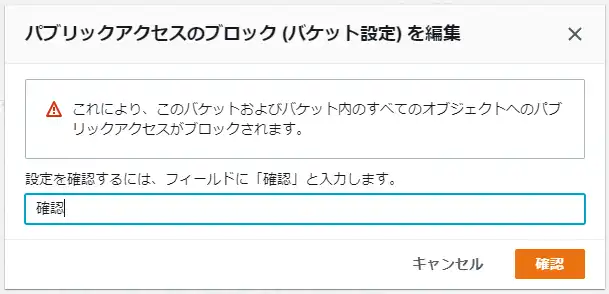 パブリックアクセスのブロック (バケット設定) を編集
これにより、このバケットおよびバケット内のすべてのオブジェクトへのパブ
リックアクセスがブロックされます。
設定を確認するには、フィールドに「確認」と入力します。
確認
キャンセル
確認